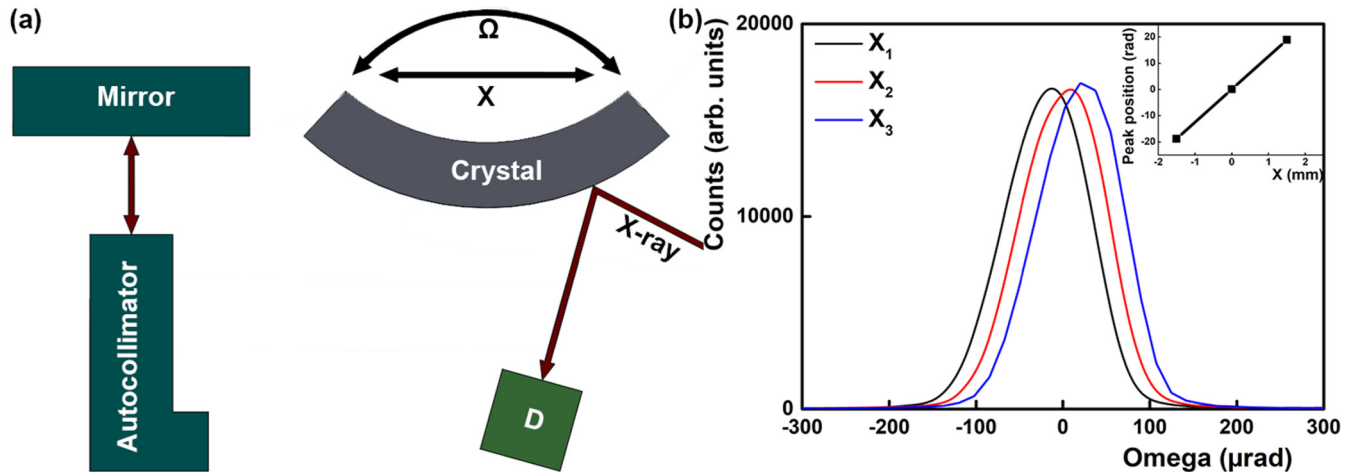 (a)
Mirror
Autocollimator
Ω
X
Crystal
X-ray
D
(b)
Counts (arb. units)
20000
10000
0
X₁
X₂
X₃
-300
-200
-100
0
100
200
300
Omega (μrad)
Peak position (rad)
20
10
0
-10
-20
-2
-1
0
1
2
X (mm)